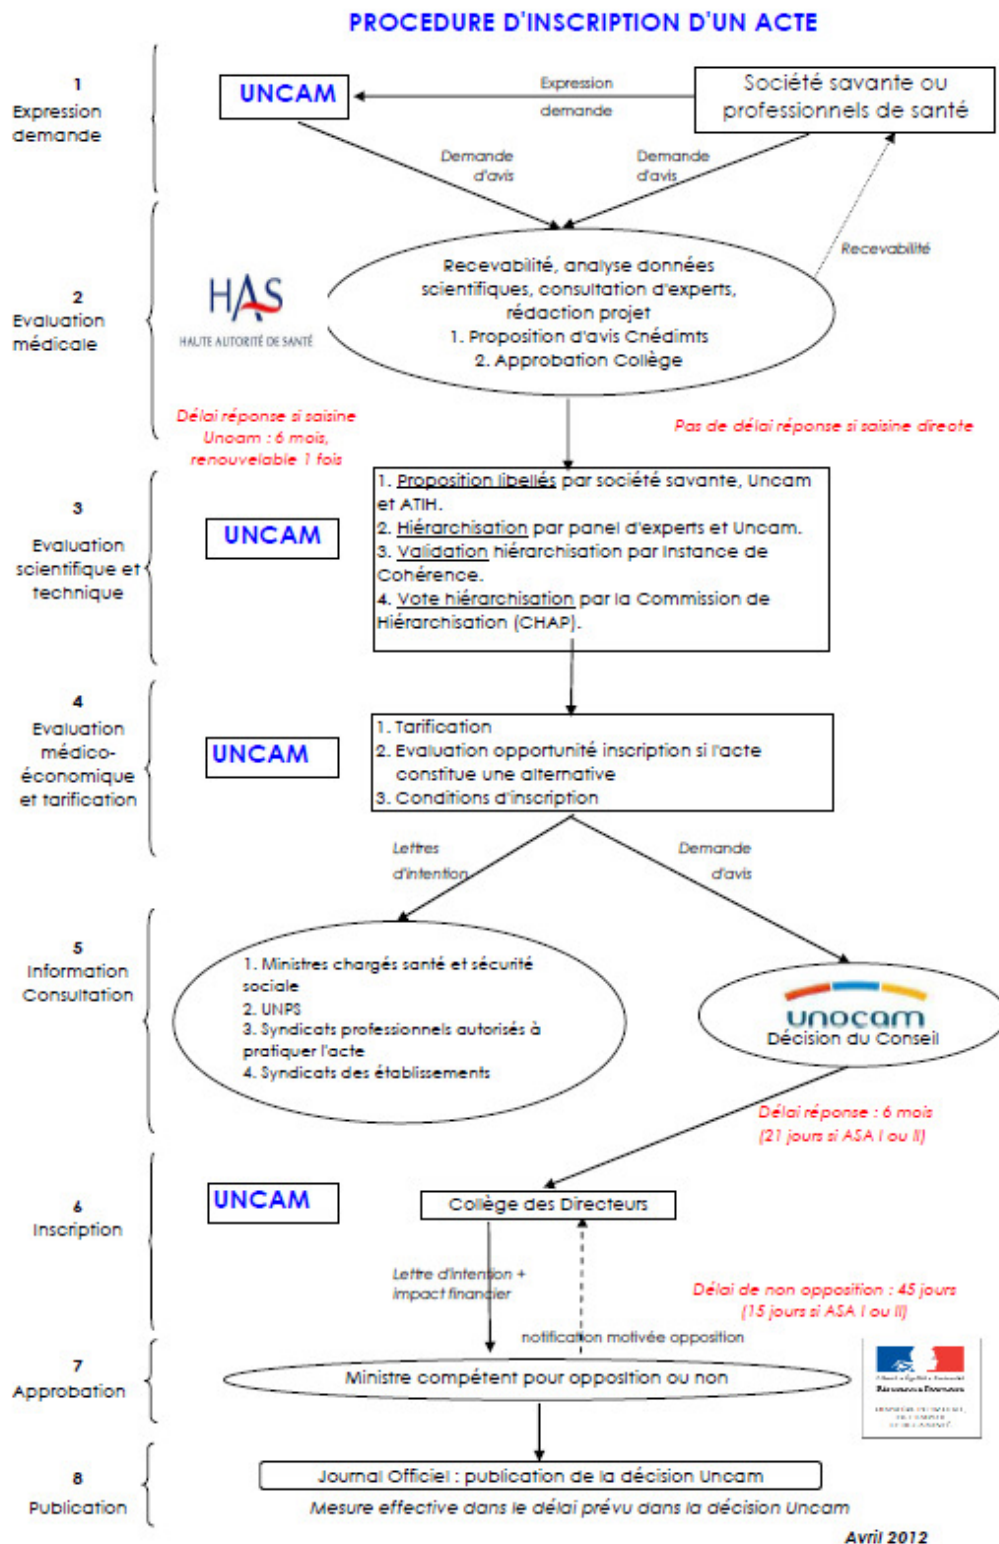 PROCEDURE D'INSCRIPTION D'UN ACTE
1
Expression
demande
UNCAM
Expression
demande
Société savante ou
professionnels de santé
Demande
d'avis
Demande
d'avis
Recevabilité
2
Evaluation
médicale
HAS
HAUTE AUTORITÉ DE SANTÉ
Recevabilité, analyse données
scientifiques, consultation d'experts,
rédaction projet
1. Proposition d'avis Cnédimts
2. Approbation Collège
Délai réponse si saisine
Uncam : 6 mois,
renouvelable 1 fois
Pas de délai réponse si saisine directe
3
Evaluation
scientifique et
technique
UNCAM
1. Proposition libellés par société savante, Uncam
et ATIH.
2. Hiérarchisation par panel d'experts et Uncam.
3. Validation hiérarchisation par Instance de
Cohérence.
4. Vote hiérarchisation par la Commission de
Hiérarchisation (CHAP).
4
Evaluation
médico-
économique
et tarification
UNCAM
1. Tarification
2. Evaluation opportunité inscription si l'acte
constitue une alternative
3. Conditions d'inscription
Lettres
d'intention
Demande
d'avis
5
Information
Consultation
1. Ministres chargés santé et sécurité
sociale
2. UNPS
3. Syndicats professionnels autorisés à
pratiquer l'acte
4. Syndicats des établissements
unocam
Décision du Conseil
Délai réponse : 6 mois
(21 jours si ASA I ou II)
6
Inscription
UNCAM
Collège des Directeurs
Lettre d'intention +
impact financier
Délai de non opposition : 45 jours
(15 jours si ASA I ou II)
notification motivée opposition
7
Approbation
Ministre compétent pour opposition ou non
8
Publication
Journal Officiel : publication de la décision Uncam
Mesure effective dans le délai prévu dans la décision Uncam
Avril 2012